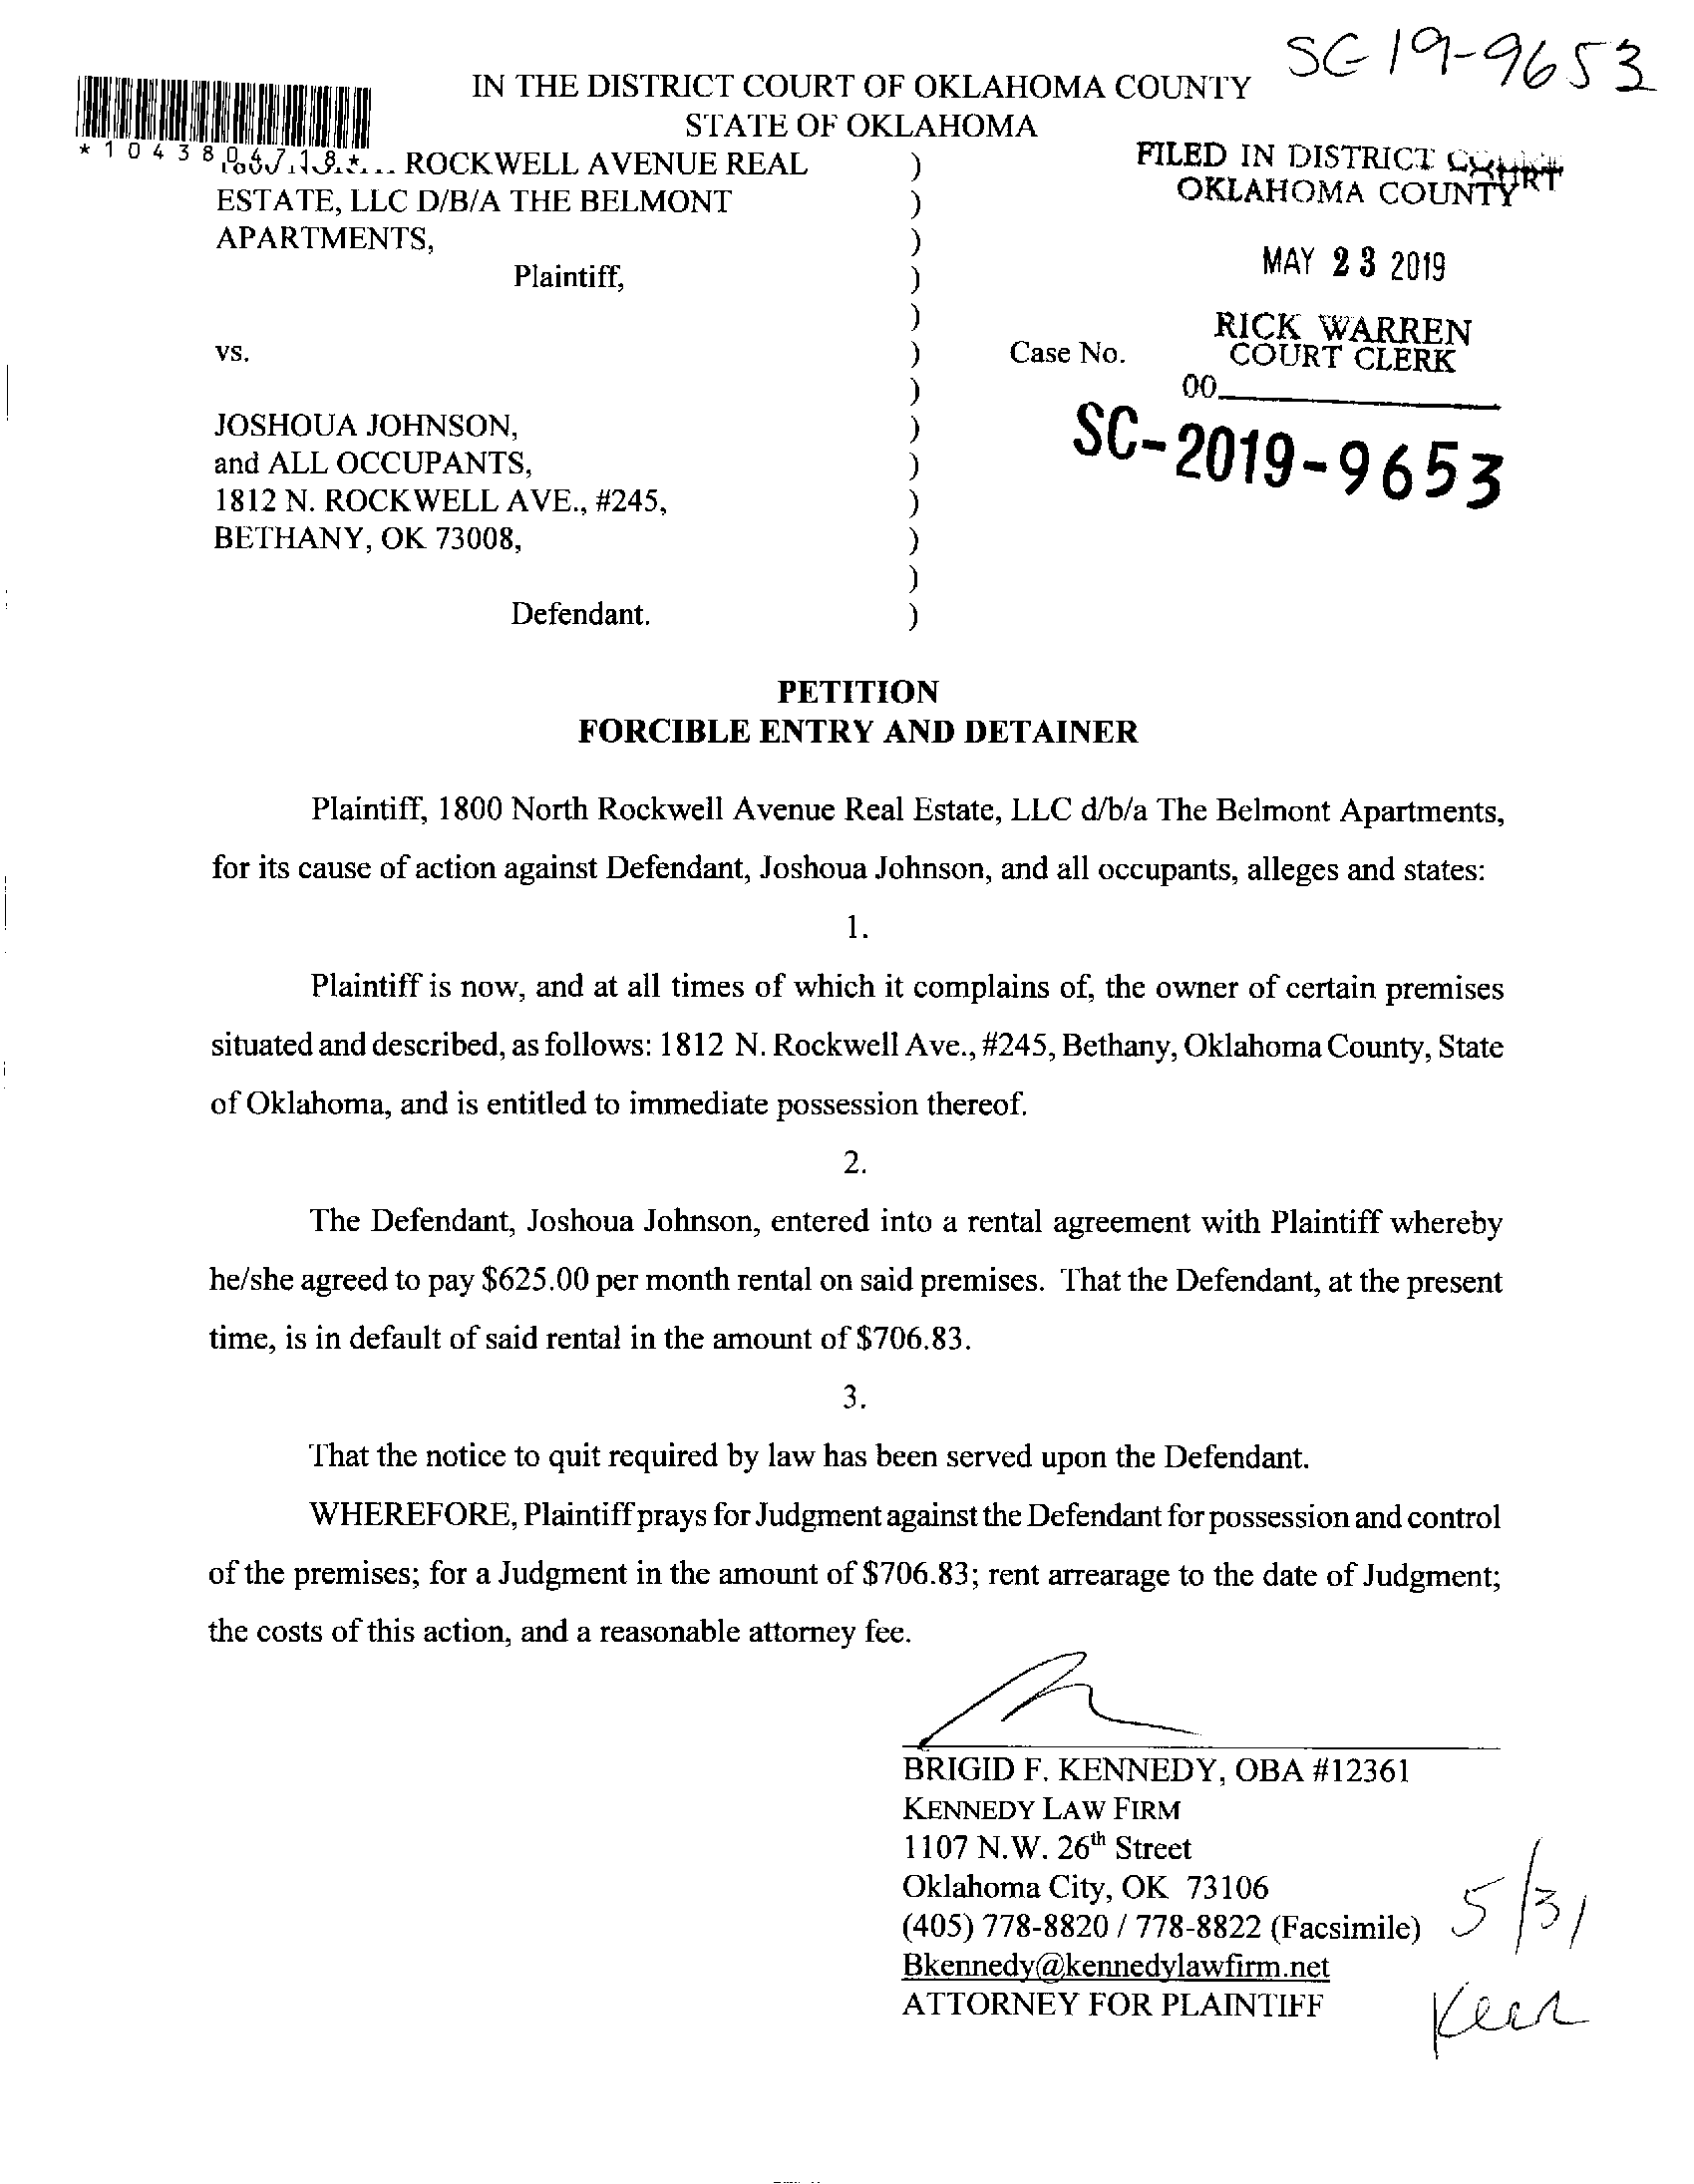 SC 19-9653
IN THE DISTRICT COURT OF OKLAHOMA COUNTY
STATE OF OKLAHOMA
ROCKWELL AVENUE REAL )
ESTATE, LLC D/B/A THE BELMONT )
APARTMENTS, )
Plaintiff, )
)
vs. ) Case No.
)
JOSHOUA JOHNSON, )
and ALL OCCUPANTS, )
1812 N. ROCKWELL AVE., #245, )
BETHANY, OK 73008, )
)
Defendant. )
FILED IN DISTRICT COURT
OKLAHOMA COUNTY
MAY 23 2019
RICK WARREN
COURT CLERK
00
SC-2019-9653
PETITION
FORCIBLE ENTRY AND DETAINER
Plaintiff, 1800 North Rockwell Avenue Real Estate, LLC d/b/a The Belmont Apartments,
for its cause of action against Defendant, Joshoua Johnson, and all occupants, alleges and states:
1.
Plaintiff is now, and at all times of which it complains of, the owner of certain premises
situated and described, as follows: 1812 N. Rockwell Ave., #245, Bethany, Oklahoma County, State
of Oklahoma, and is entitled to immediate possession thereof.
2.
The Defendant, Joshoua Johnson, entered into a rental agreement with Plaintiff whereby
he/she agreed to pay $625.00 per month rental on said premises. That the Defendant, at the present
time, is in default of said rental in the amount of $706.83.
3.
That the notice to quit required by law has been served upon the Defendant.
WHEREFORE, Plaintiff prays for Judgment against the Defendant for possession and control
of the premises; for a Judgment in the amount of $706.83; rent arrearage to the date of Judgment;
the costs of this action, and a reasonable attorney fee.
BRIGID F. KENNEDY, OBA #12361
KENNEDY LAW FIRM
1107 N.W. 26th Street
Oklahoma City, OK 73106
(405) 778-8820 / 778-8822 (Facsimile)
Bkennedy@kennedylawfirm.net
ATTORNEY FOR PLAINTIFF
5/31